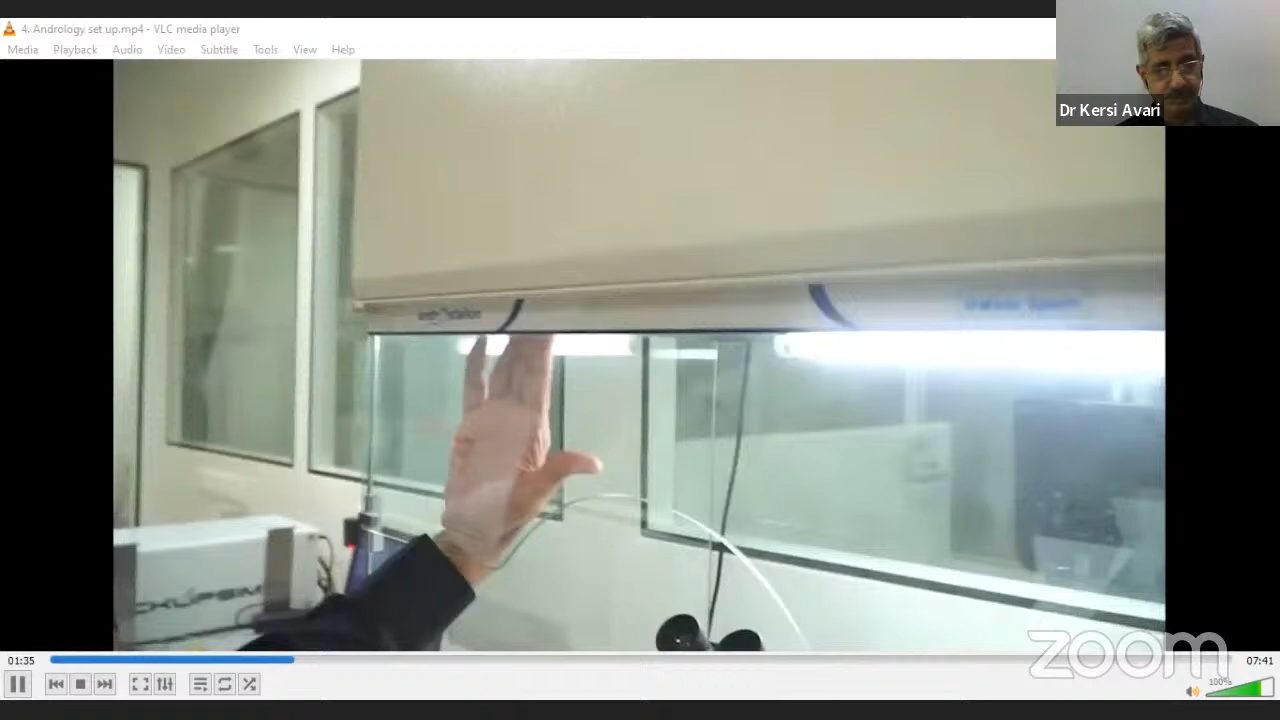 4. Andrology set up.mp4 - VLC media player
Media Playback Audio Video Subtitle Tools View Help
Dr Kersi Avari
01:35
07:41
100%
zoom